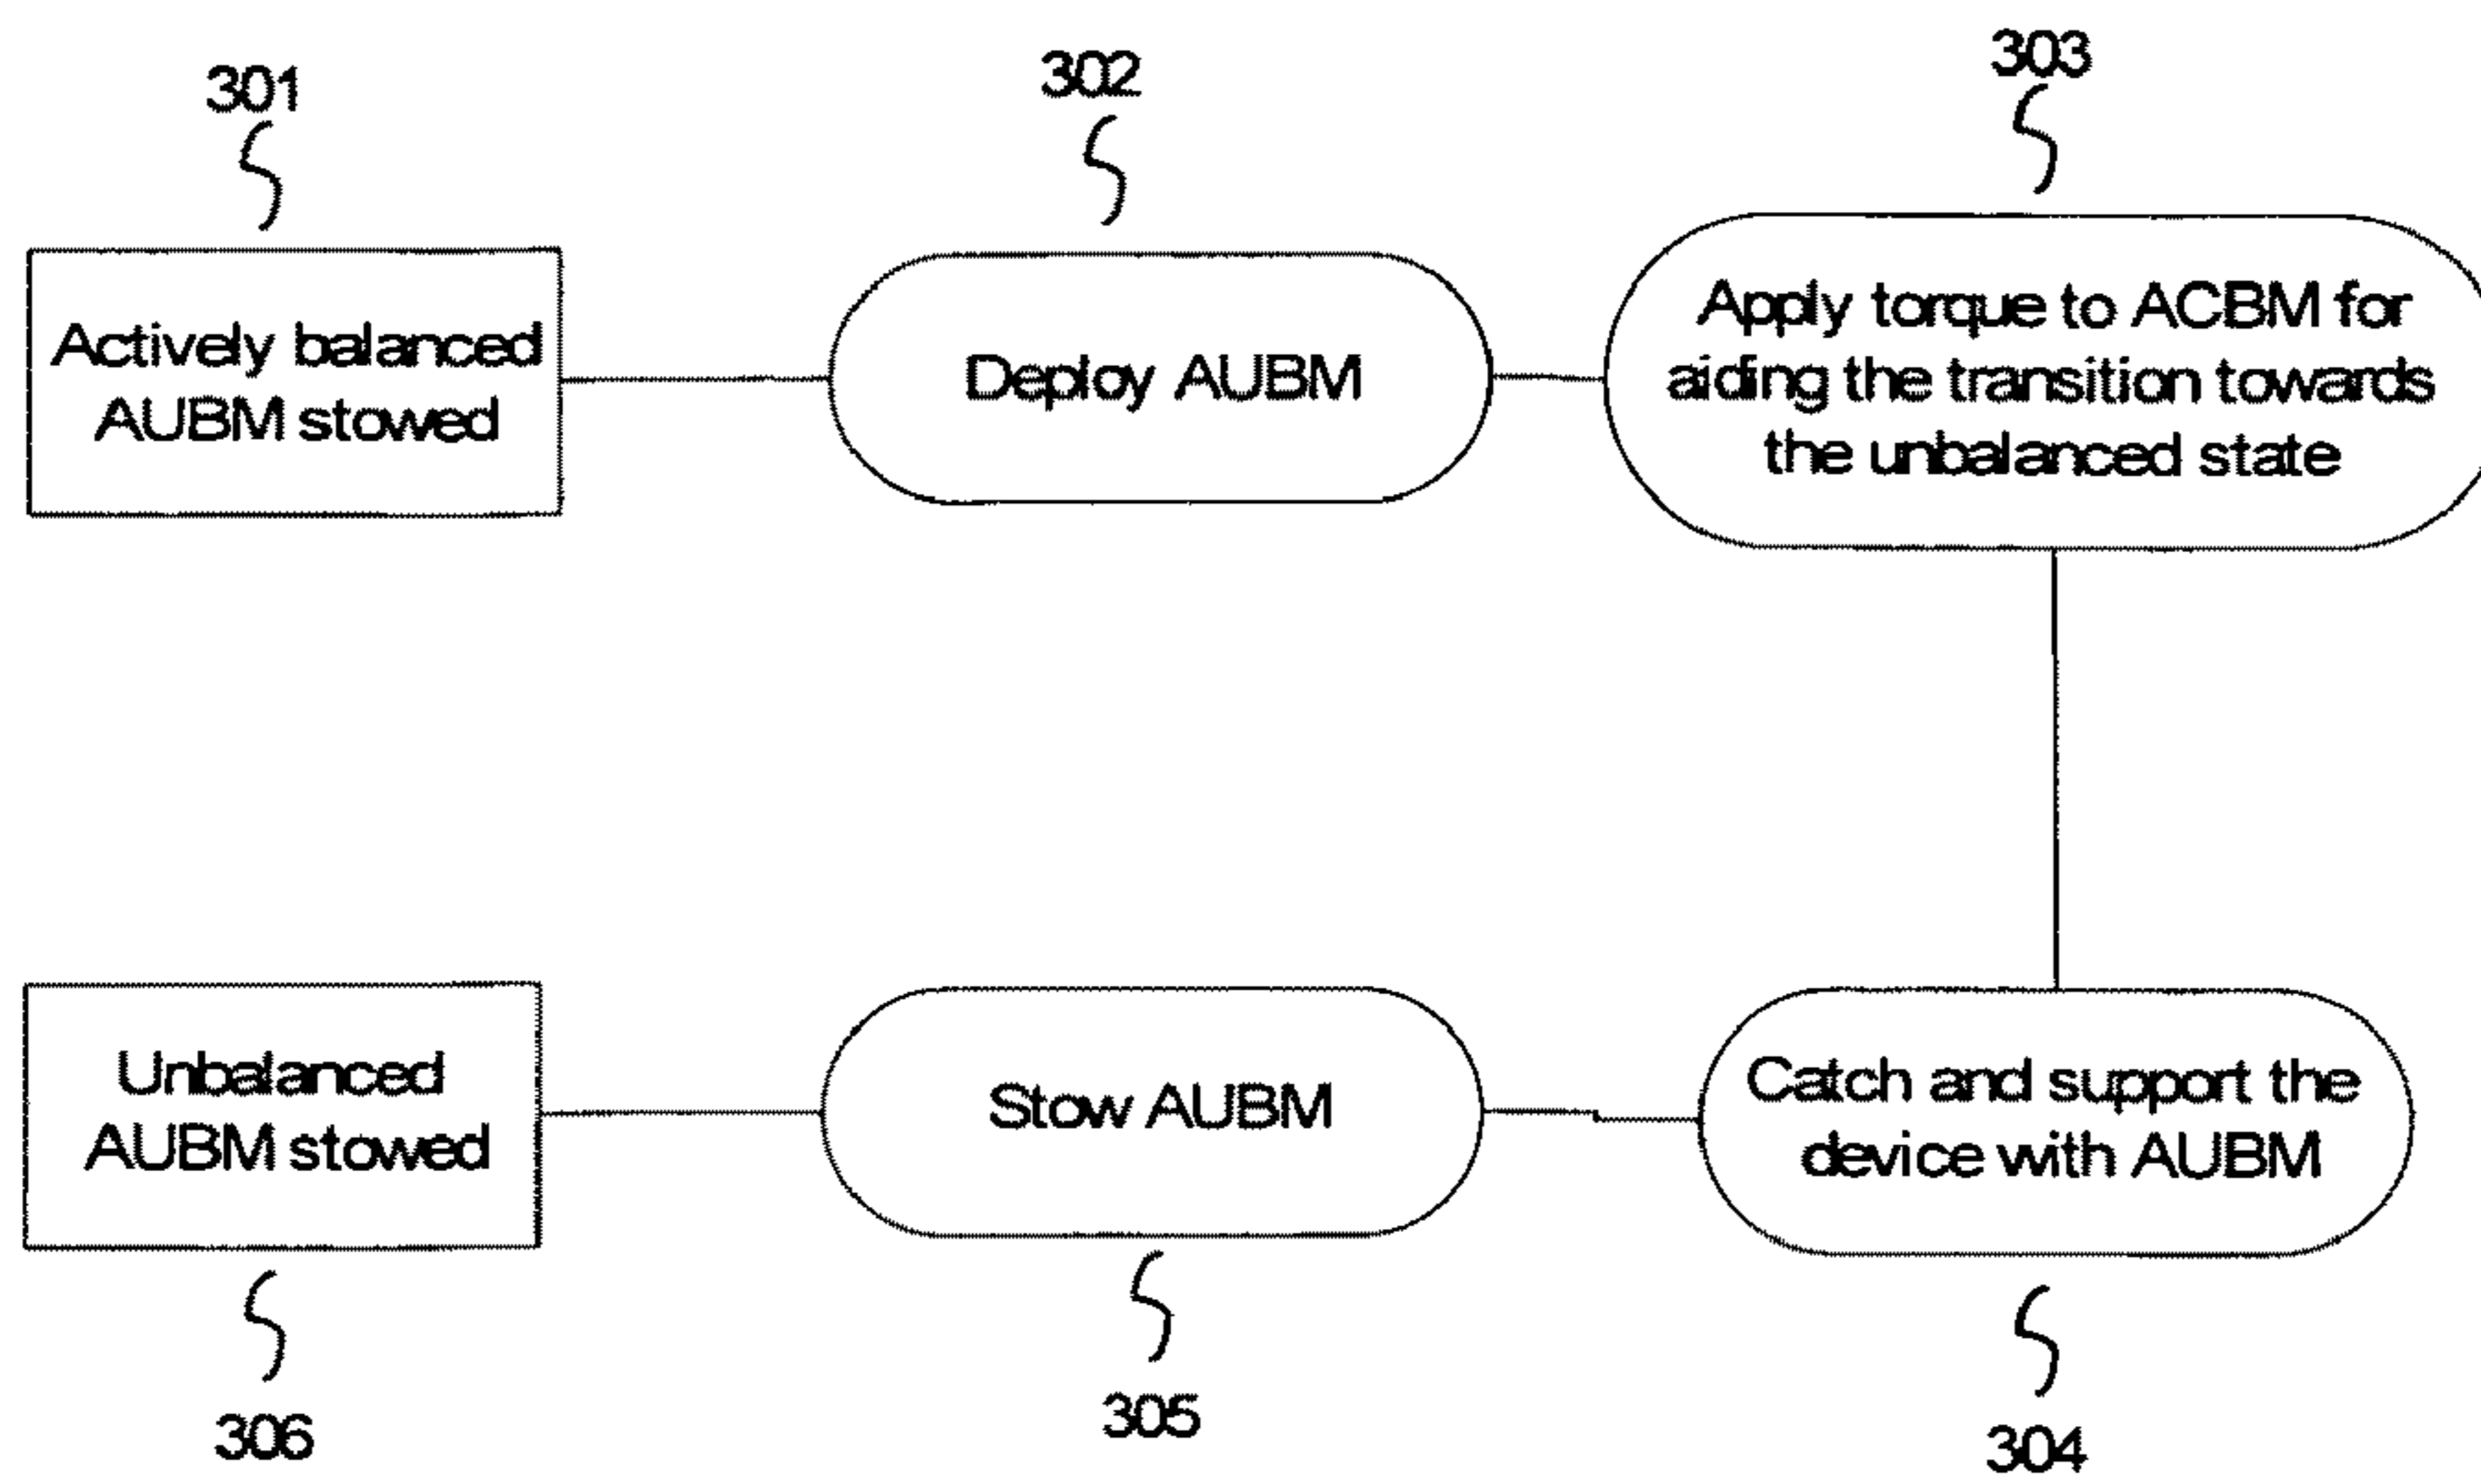 301
302
303
Actively balanced
AUBM stowed
Deploy AUBM
Apply torque to ACBM for
aiding the transition towards
the unbalanced state
Unbalanced
AUBM stowed
Stow AUBM
Catch and support the
device with AUBM
306
305
304